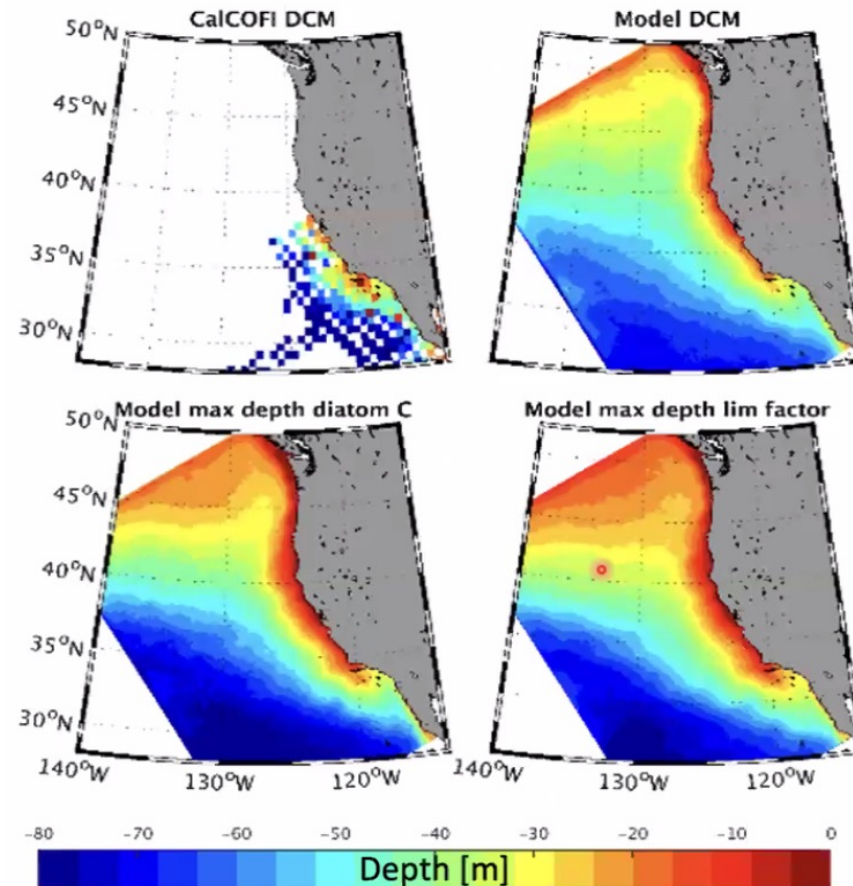 CalCOFI DCM
Model DCM
50°N
45°N
40°N
35°N
30°N
Model max depth diatom C
Model max depth lim factor
50°N
45°N
40°N
35°N
30°N
140°W
130°W
120°W
140°W
130°W
120°W
-80
-70
-60
-50
-40
-30
-20
-10
0
Depth [m]